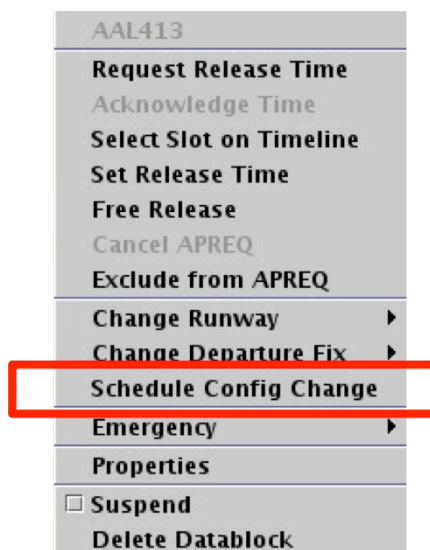 AAL413
Request Release Time
Acknowledge Time
Select Slot on Timeline
Set Release Time
Free Release
Cancel APREQ
Exclude from APREQ
Change Runway
Change Departure Fix
Schedule Config Change
Emergency
Properties
Suspend
Delete Datablock